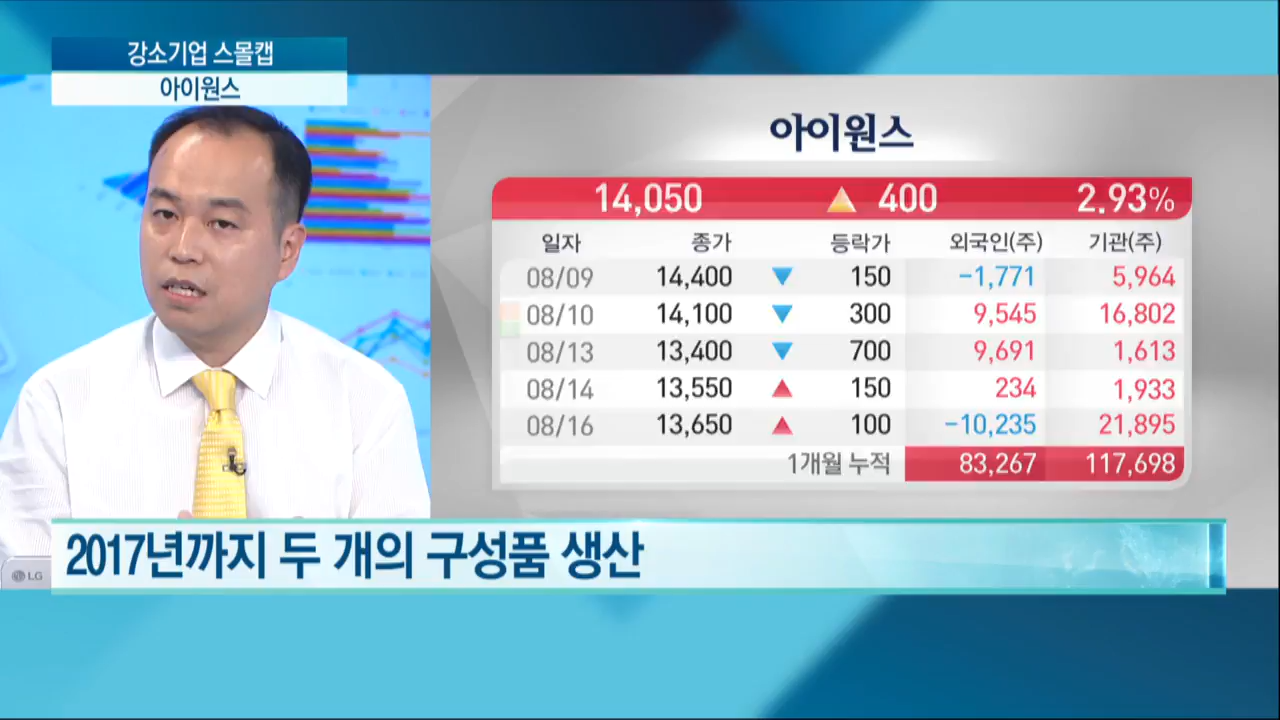 강소기업 스몰캡
아이원스
아이원스
14,050 ▲ 400 2.93%
일자 종가 등락가 외국인(주) 기관(주)
08/09 14,400 ▼ 150 -1,771 5,964
08/10 14,100 ▼ 300 9,545 16,802
08/13 13,400 ▼ 700 9,691 1,613
08/14 13,550 ▲ 150 234 1,933
08/16 13,650 ▲ 100 -10,235 21,895
1개월 누적 83,267 117,698
2017년까지 두 개의 구성품 생산
LG